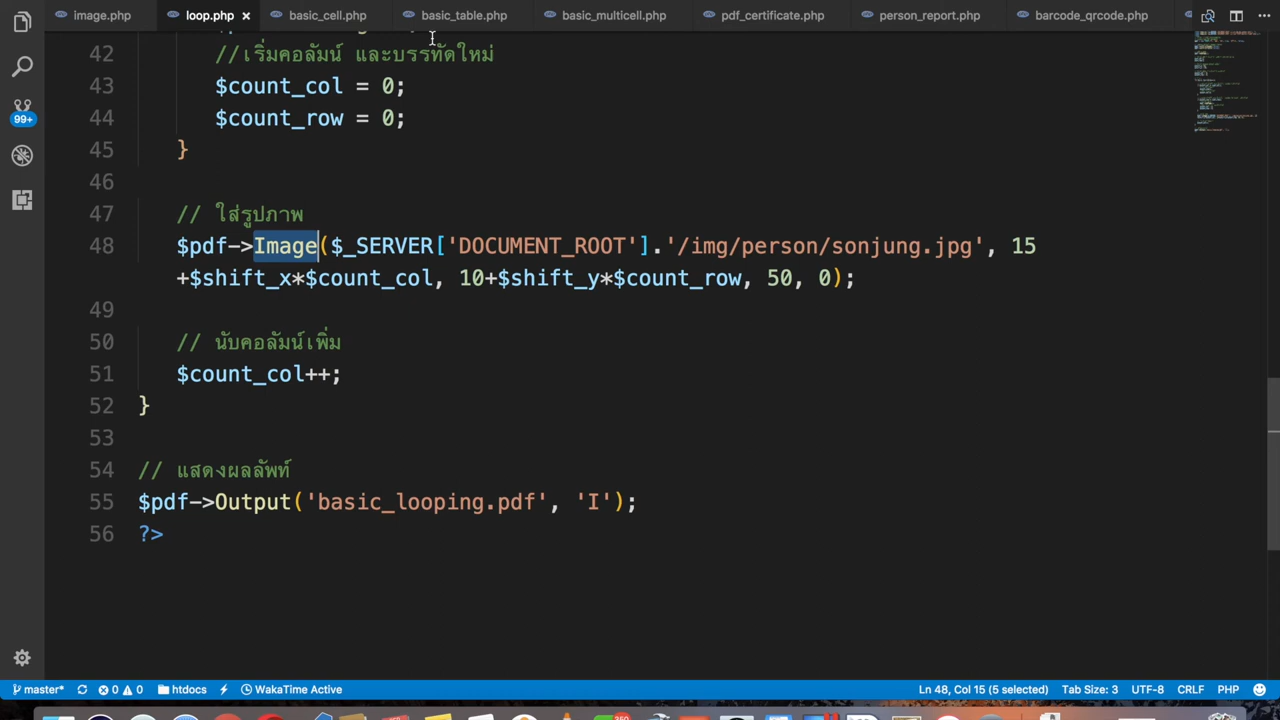 image.php loop.php × basic_cell.php basic_table.php basic_multicell.php pdf_certificate.php person_report.php barcode_qrcode.php
42 //เริ่มคอลัมน์ และบรรทัดใหม่
43 $count_col = 0;
44 $count_row = 0;
45 }
46
47 // ใส่รูปภาพ
48 $pdf->Image($_SERVER['DOCUMENT_ROOT'].'/img/person/sonjung.jpg', 15
+$shift_x*$count_col, 10+$shift_y*$count_row, 50, 0);
49
50 // นับคอลัมน์เพิ่ม
51 $count_col++;
52 }
53
54 // แสดงผลลัพท์
55 $pdf->Output('basic_looping.pdf', 'I');
56 ?>
99+
master* 0 0 htdocs WakaTime Active Ln 48, Col 15 (5 selected) Tab Size: 3 UTF-8 CRLF PHP